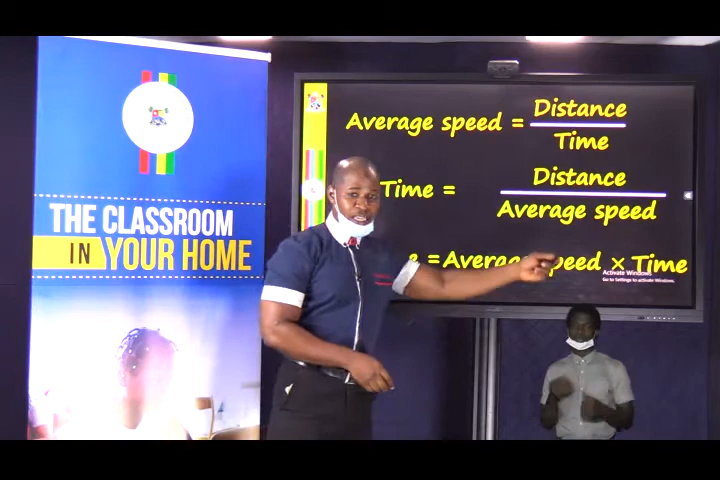 THE CLASSROOM
IN YOUR HOME
Average speed = Distance
Time
Time = Distance
Average speed
= Average speed × Time
Activate Windows
Go to Settings to activate Windows.